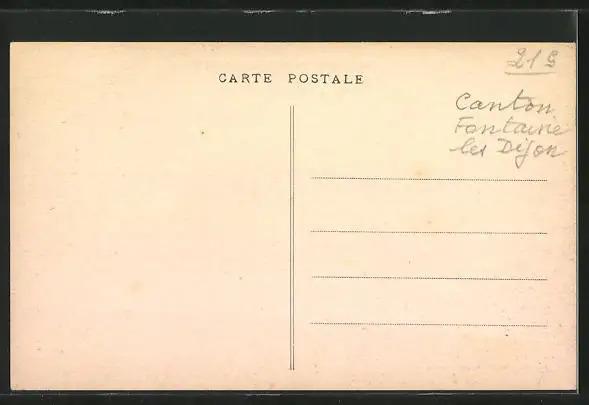 21 S
CARTE POSTALE
Canton
Fontaine
les Dijon